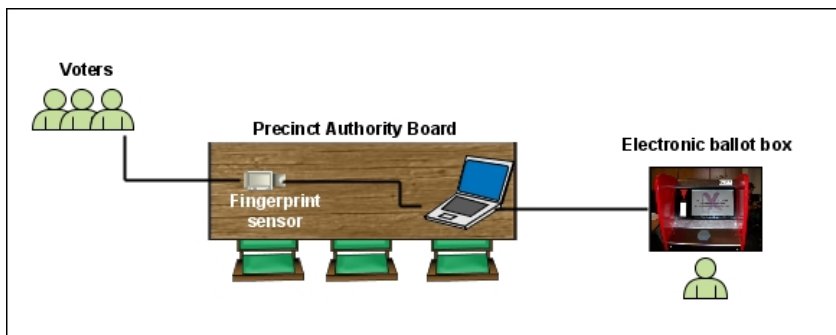 Voters
Precinct Authority Board
Electronic ballot box
Fingerprint
sensor